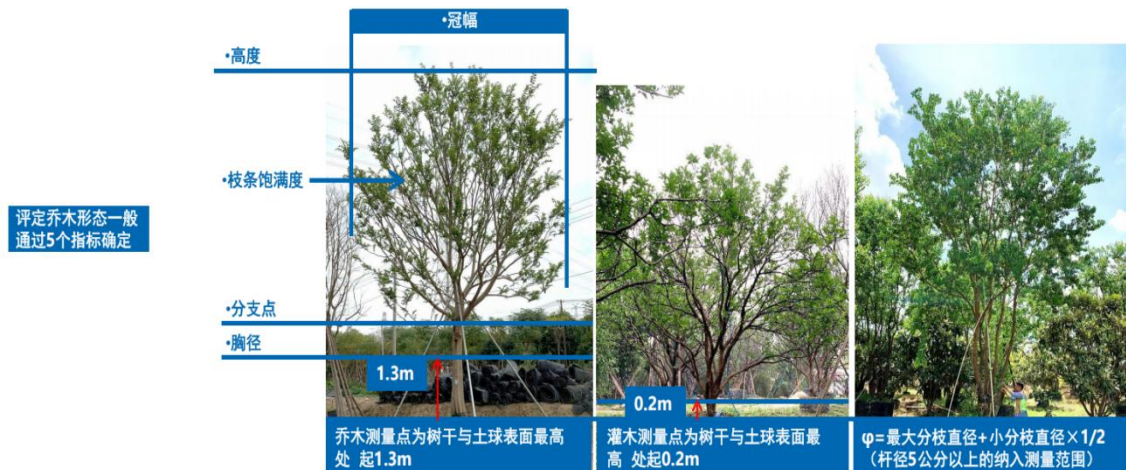 •冠幅
•高度
•枝条饱满度
评定乔木形态一般
通过5个指标确定
•分支点
•胸径
1.3m
0.2m
乔木测量点为树干与土球表面最高
处 起1.3m
灌木测量点为树干与土球表面最
高 处起0.2m
φ=最大分枝直径+小分枝直径×1/2
（杆径5公分以上的纳入测量范围）